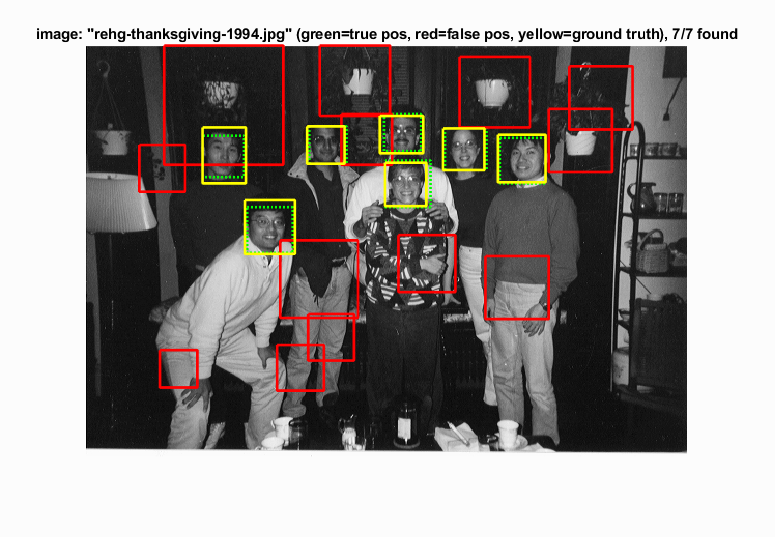 image: "rehg-thanksgiving-1994.jpg" (green=true pos, red=false pos, yellow=ground truth), 7/7 found